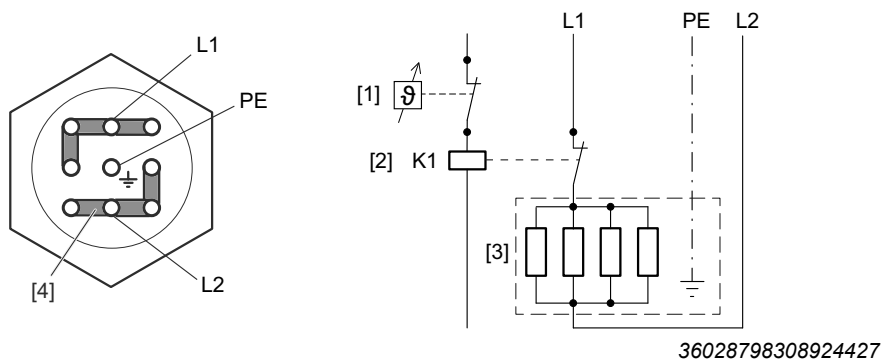 L1
PE
[4]
L2
L1 PE L2
[1] ϑ
[2] K1
[3]
36028798308924427